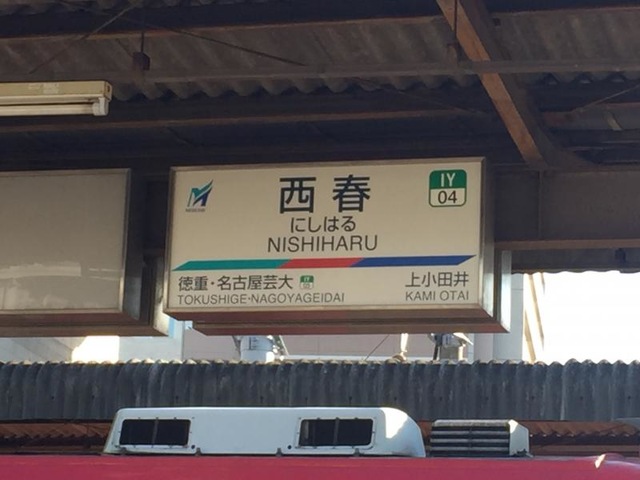 西春
IY
04
にしはる
NISHIHARU
徳重・名古屋芸大 IY 05
上小田井
TOKUSHIGE·NAGOYAGEIDAI
KAMI OTAI